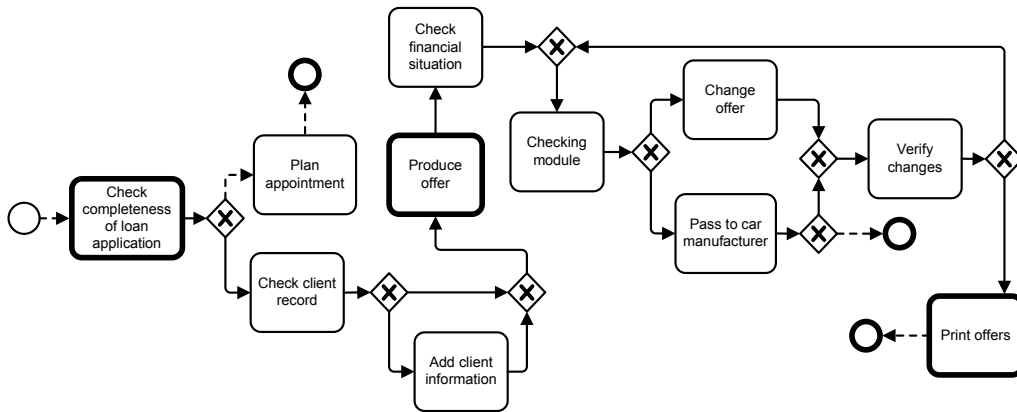 Check
financial
situation
Change
offer
Checking
module
Plan
appointment
Produce
offer
Verify
changes
Check
completeness
of loan
application
Pass to car
manufacturer
Check client
record
Print offers
Add client
information